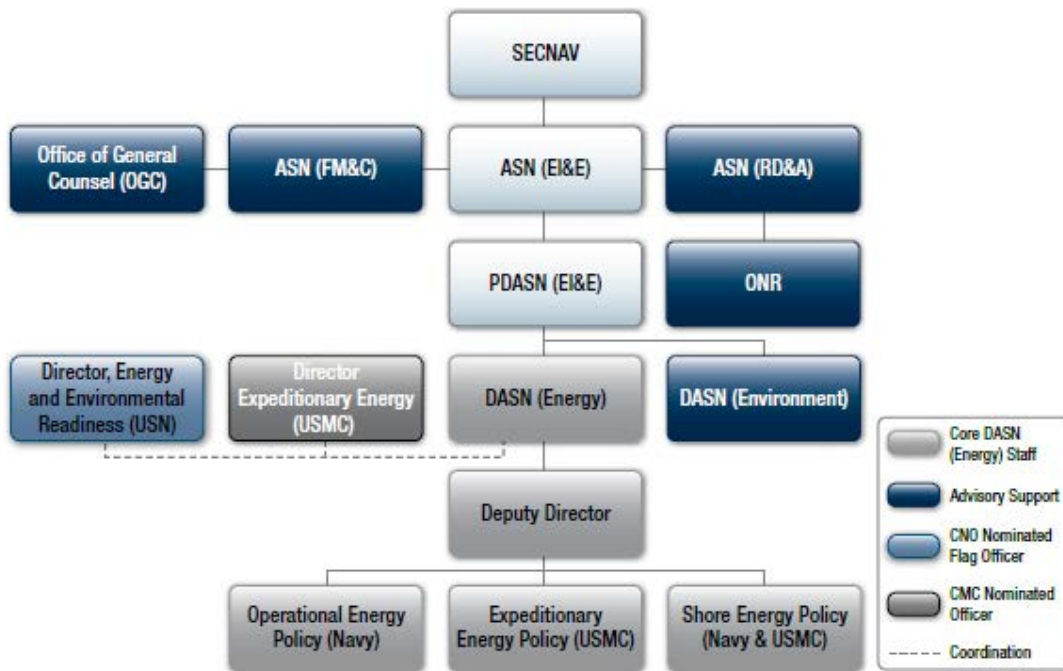 SECNAV
Office of General
Counsel (OGC)
ASN (FM&C)
ASN (EI&E)
ASN (RD&A)
PDASN (EI&E)
ONR
Director, Energy
and Environmental
Readiness (USN)
Director
Expeditionary Energy
(USMC)
DASN (Energy)
DASN (Environment)
Deputy Director
Operational Energy
Policy (Navy)
Expeditionary
Energy Policy (USMC)
Shore Energy Policy
(Navy & USMC)
Core DASN
(Energy) Staff
Advisory Support
CNO Nominated
Flag Officer
CMC Nominated
Officer
Coordination